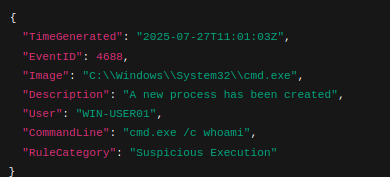 {
"TimeGenerated": "2025-07-27T11:01:03Z",
"EventID": 4688,
"Image": "C:\\Windows\\System32\\cmd.exe",
"Description": "A new process has been created",
"User": "WIN-USER01",
"CommandLine": "cmd.exe /c whoami",
"RuleCategory": "Suspicious Execution"
}